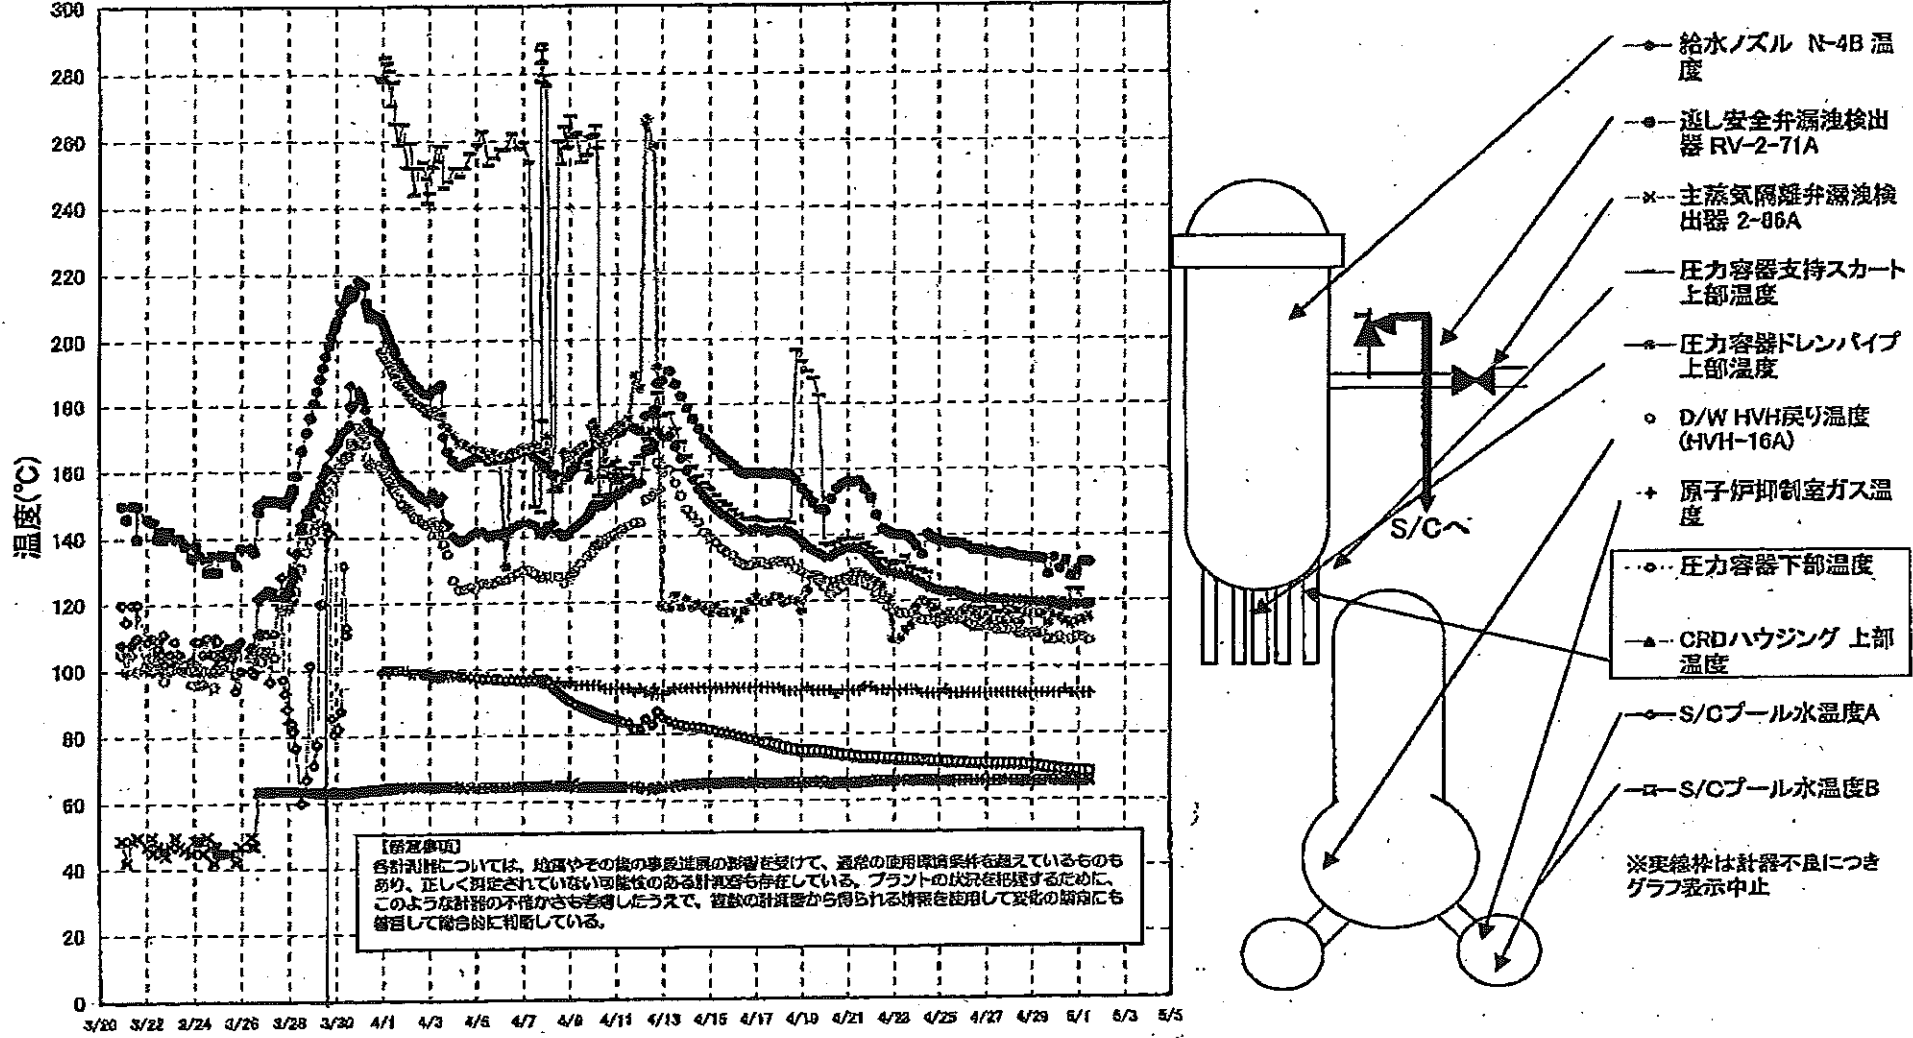 300
280
260
240
220
200
180
160
140
120
100
80
60
40
20
0
温度(℃)
3/20 3/22 3/24 3/26 3/28 3/30 4/1 4/3 4/5 4/7 4/9 4/11 4/13 4/15 4/17 4/19 4/21 4/23 4/25 4/27 4/29 5/1 5/3 5/5
各計測器については、地震やその後の事象進展の影響を受けて、通常の使用環境条件を超えているものも
あり、正しく測定されていない可能性のある計測器も存在している。プラントの状況を把握するために、
このような計器の不確かさも考慮したうえで、複数の計測器から得られる情報を使用して変化の傾向にも
着目して総合的に判断している。
給水ノズル N-4B 温
度
逃し安全弁漏洩検出
器 RV-2-71A
主蒸気隔離弁漏洩検
出器 2-86A
圧力容器支持スカート
上部温度
圧力容器ドレンパイプ
上部温度
D/W HVH戻り温度
(HVH-16A)
原子炉抑制室ガス温
度
圧力容器下部温度
CRDハウジング 上部
温度
S/Cプール水温度A
S/Cプール水温度B
S/Cへ
※実線枠は計器不良につき
グラフ表示中止